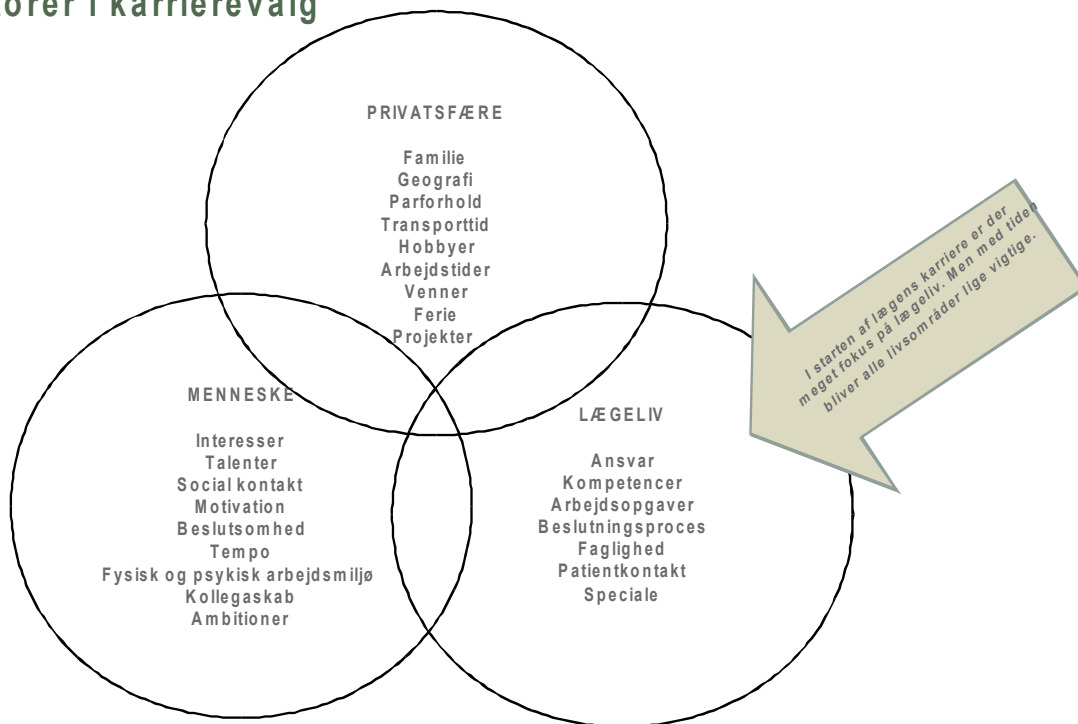 i karrierevalg
PRIVATSFÆRE
Familie
Geografi
Parforhold
Transporttid
Hobbyer
Arbejdstider
Venner
Ferie
Projekter
MENNESKE
Interesser
Talenter
Social kontakt
Motivation
Beslutsomhed
Tempo
Fysisk og psykisk arbejdsmiljø
Kollegaskab
Ambitioner
LÆGELIV
Ansvar
Kompetencer
Arbejdsopgaver
Beslutningsproces
Faglighed
Patientkontakt
Speciale
I starten af lægens karriere er der
meget fokus på lægeliv. Men med tiden
bliver alle livsområder lige vigtige.